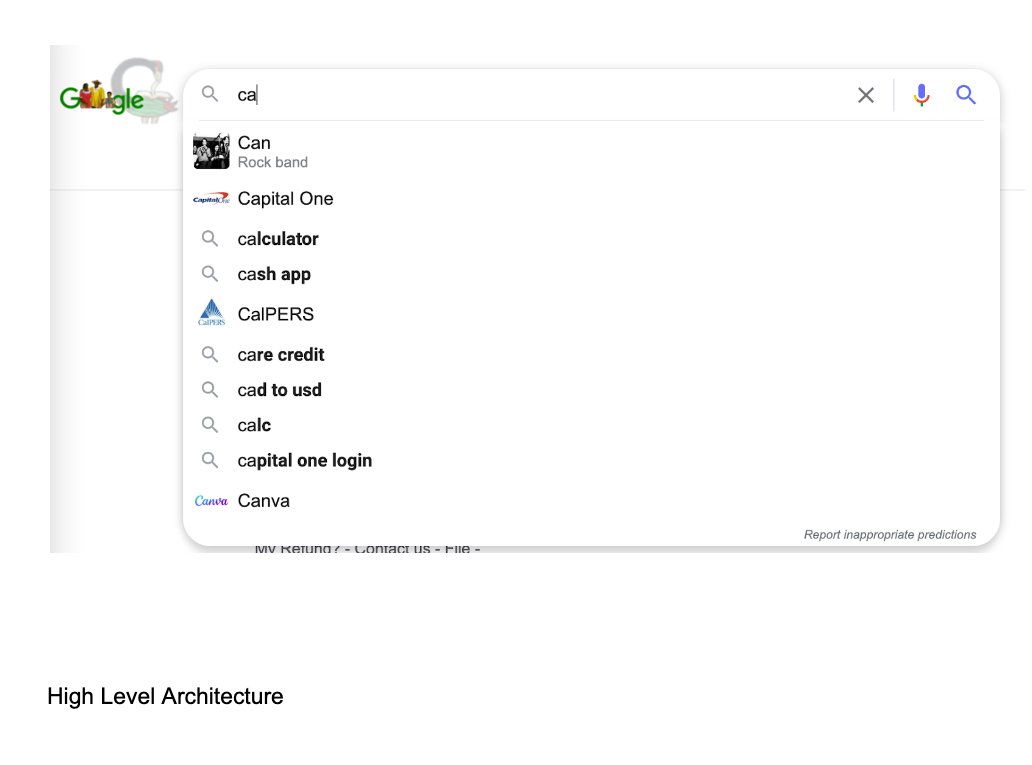 Google
ca
Can
Rock band
Capital One
Capital One
calculator
cash app
CalPERS
CalPERS
care credit
cad to usd
calc
capital one login
Canva
Canva
Report inappropriate predictions
My Refund? - Contact us - File -
High Level Architecture